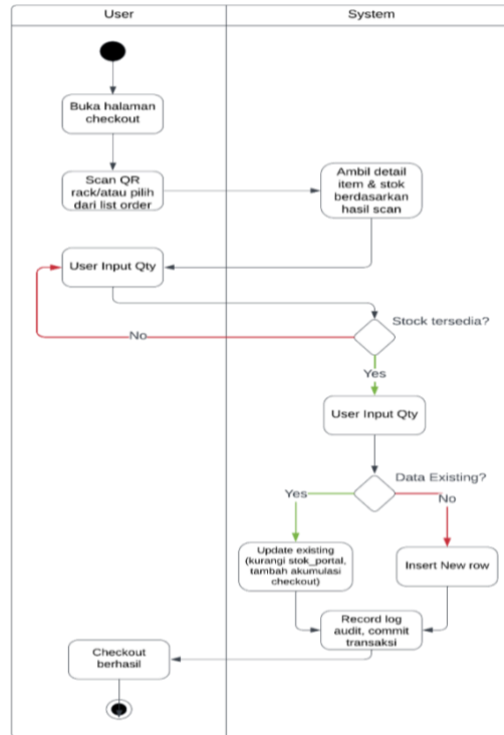 User
System
Buka halaman
checkout
Scan QR
rack/atau pilih
dari list order
Ambil detail
item & stok
berdasarkan
hasil scan
User Input Qty
Stock tersedia?
No
Yes
User Input Qty
Data Existing?
Yes
No
Update existing
(kurangi stok_portal,
tambah akumulasi
checkout)
Insert New row
Record log
audit, commit
transaksi
Checkout
berhasil